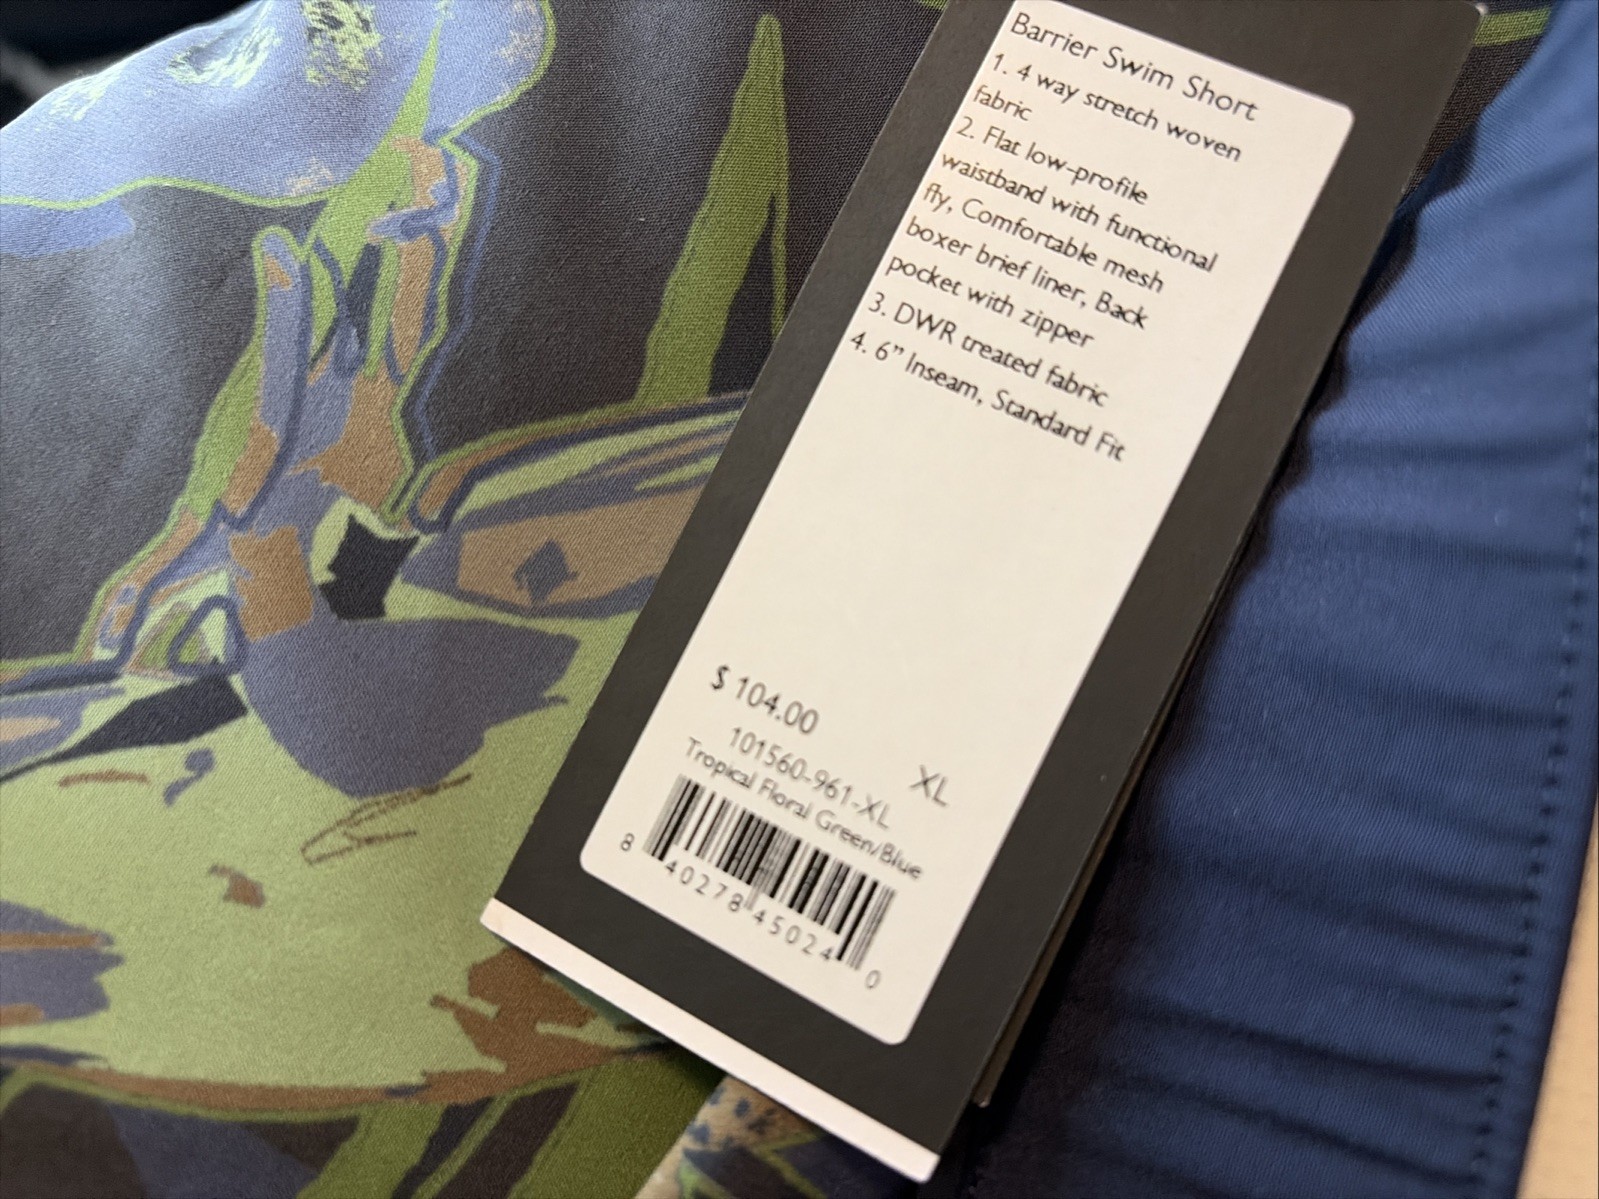 Barrier Swim Short
1. 4 way stretch woven
fabric
2. Flat low-profile
waistband with functional
fly, Comfortable mesh
boxer brief liner, Back
pocket with zipper
3. DWR treated fabric
4. 6” Inseam, Standard Fit
$ 104.00
XL
101560-961-XL
Tropical Floral Green/Blue
8 40278 45024 0